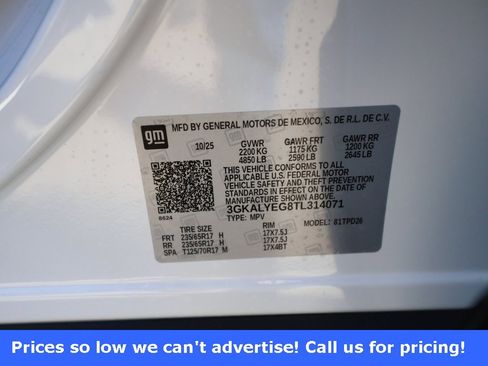 gm MFD BY GENERAL MOTORS DE MEXICO, S. DE R.L. DE C.V.
10/25 GVWR GAWR FRT GAWR RR
2200 KG 1175 KG 1200 KG
4850 LB 2590 LB 2645 LB
THIS VEHICLE CONFORMS TO ALL
APPLICABLE U.S. FEDERAL MOTOR
VEHICLE SAFETY AND THEFT PREVENTION
STANDARDS IN EFFECT ON THE DATE OF
MANUFACTURE SHOWN ABOVE.
3GKALYEG8TL314071
8624 TYPE: MPV MODEL: 81TPD26
TIRE SIZE RIM
FRT 235/65R17 H 17X7.5J
RR 235/65R17 H 17X7.5J
SPA T125/70R17 M 17X4BT
Prices so low we can't advertise! Call us for pricing!